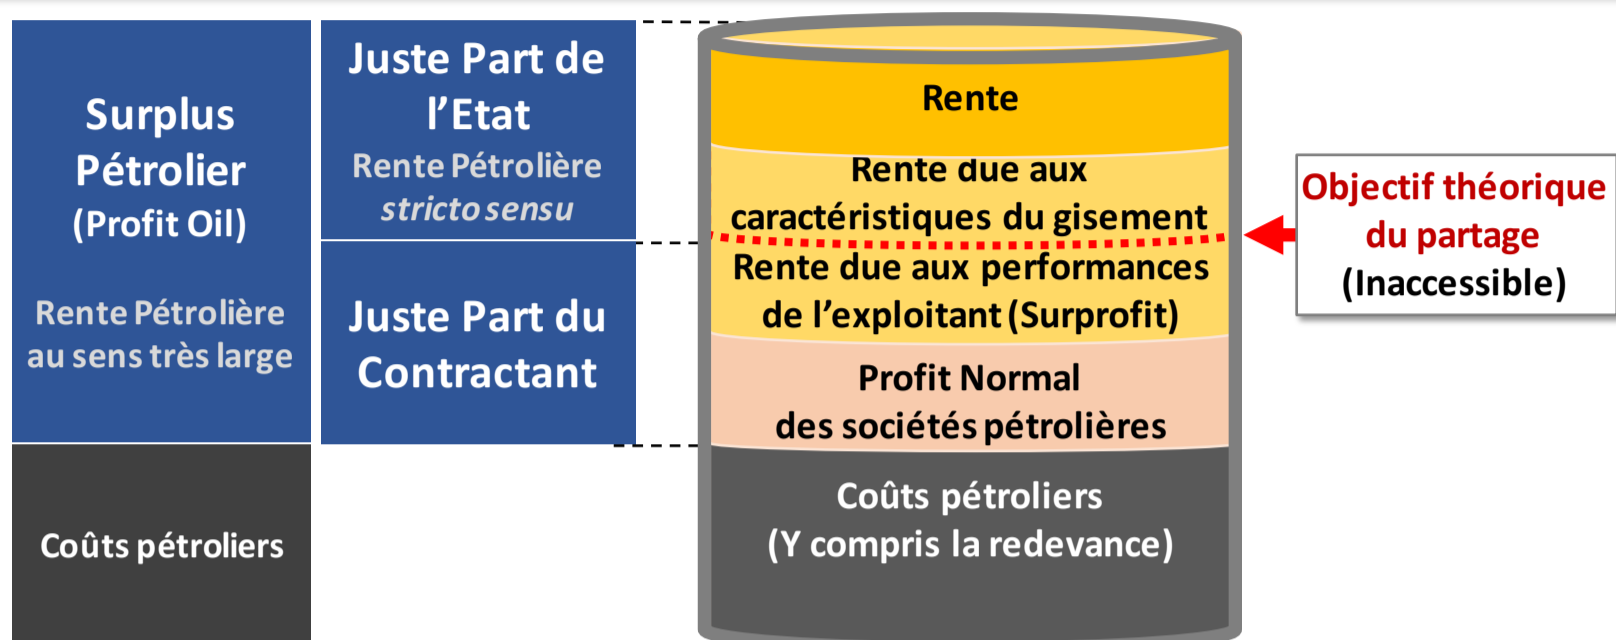 Surplus
Pétrolier
(Profit Oil)
Rente Pétrolière
au sens très large
Coûts pétroliers
Juste Part de
l’Etat
Rente Pétrolière
stricto sensu
Juste Part du
Contractant
Rente
Rente due aux
caractéristiques du gisement
Rente due aux performances
de l’exploitant (Surprofit)
Profit Normal
des sociétés pétrolières
Coûts pétroliers
(Y compris la redevance)
Objectif théorique
du partage
(Inaccessible)